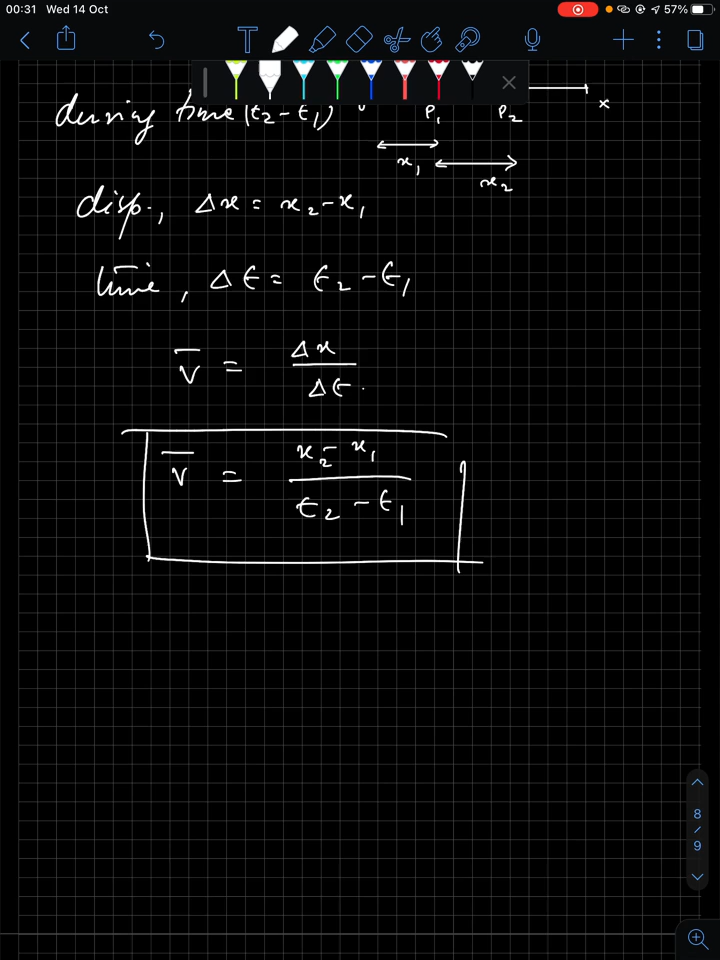 00:31 Wed 14 Oct 57%
T
during time (t2 - t1) 0 P1 P2 x
x1
x2
disp., Δx = x2 - x1
time, Δt = t2 - t1
v̅ = Δx / Δt.
v̅ = x2 - x1 / t2 - t1
8
/
9